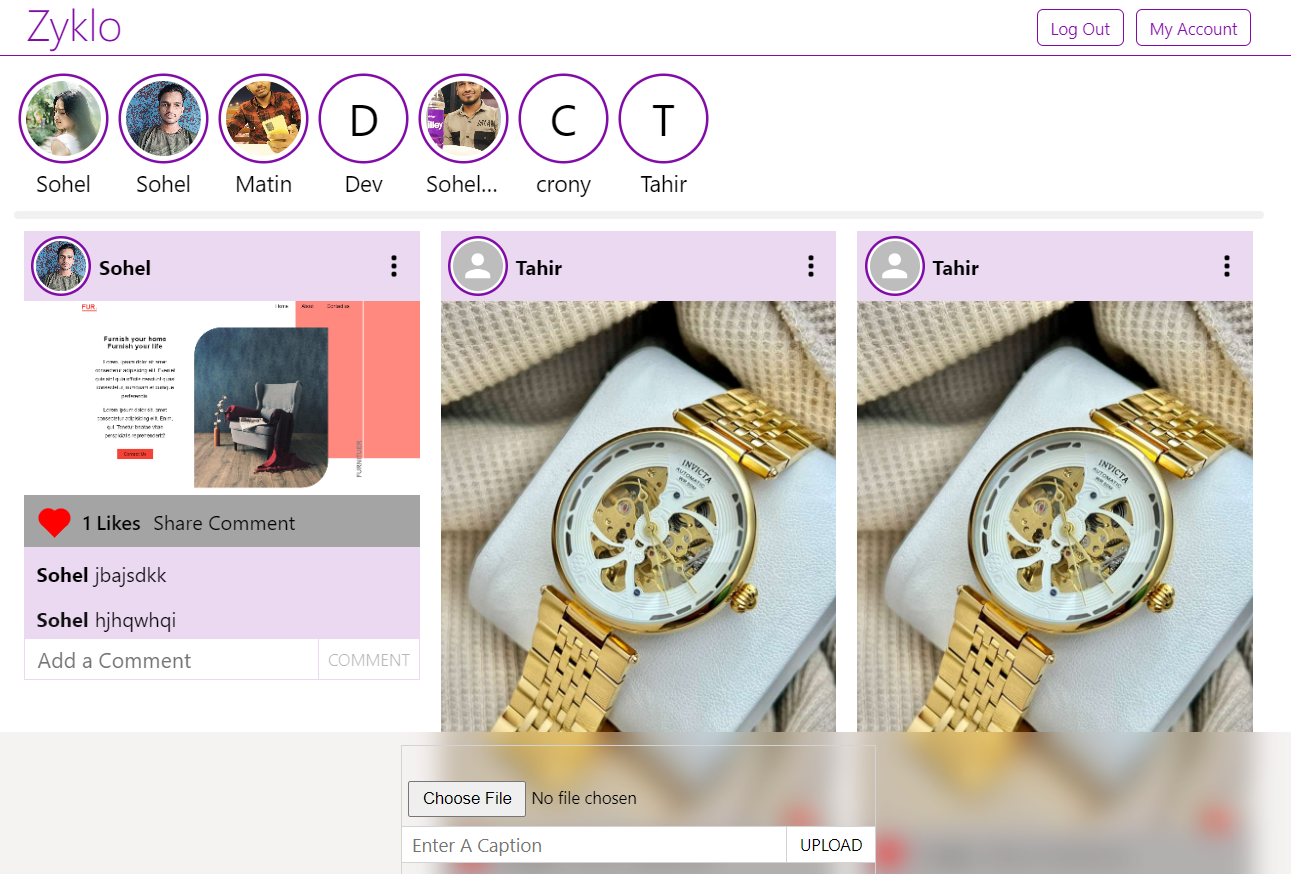 Zyklo
Log Out
My Account
D
C
T
Sohel
Sohel
Matin
Dev
Sohel...
crony
Tahir
Sohel
FUR.
Home
About
Contact us
Furnish your home
Furnish your life
Contact Us
FURNITUER
1 Likes Share Comment
Sohel jbajsdkk
Sohel hjhqwhqi
Add a Comment
COMMENT
Tahir
INVICTA
AUTOMATIC
Tahir
INVICTA
AUTOMATIC
Choose File No file chosen
Enter A Caption
UPLOAD